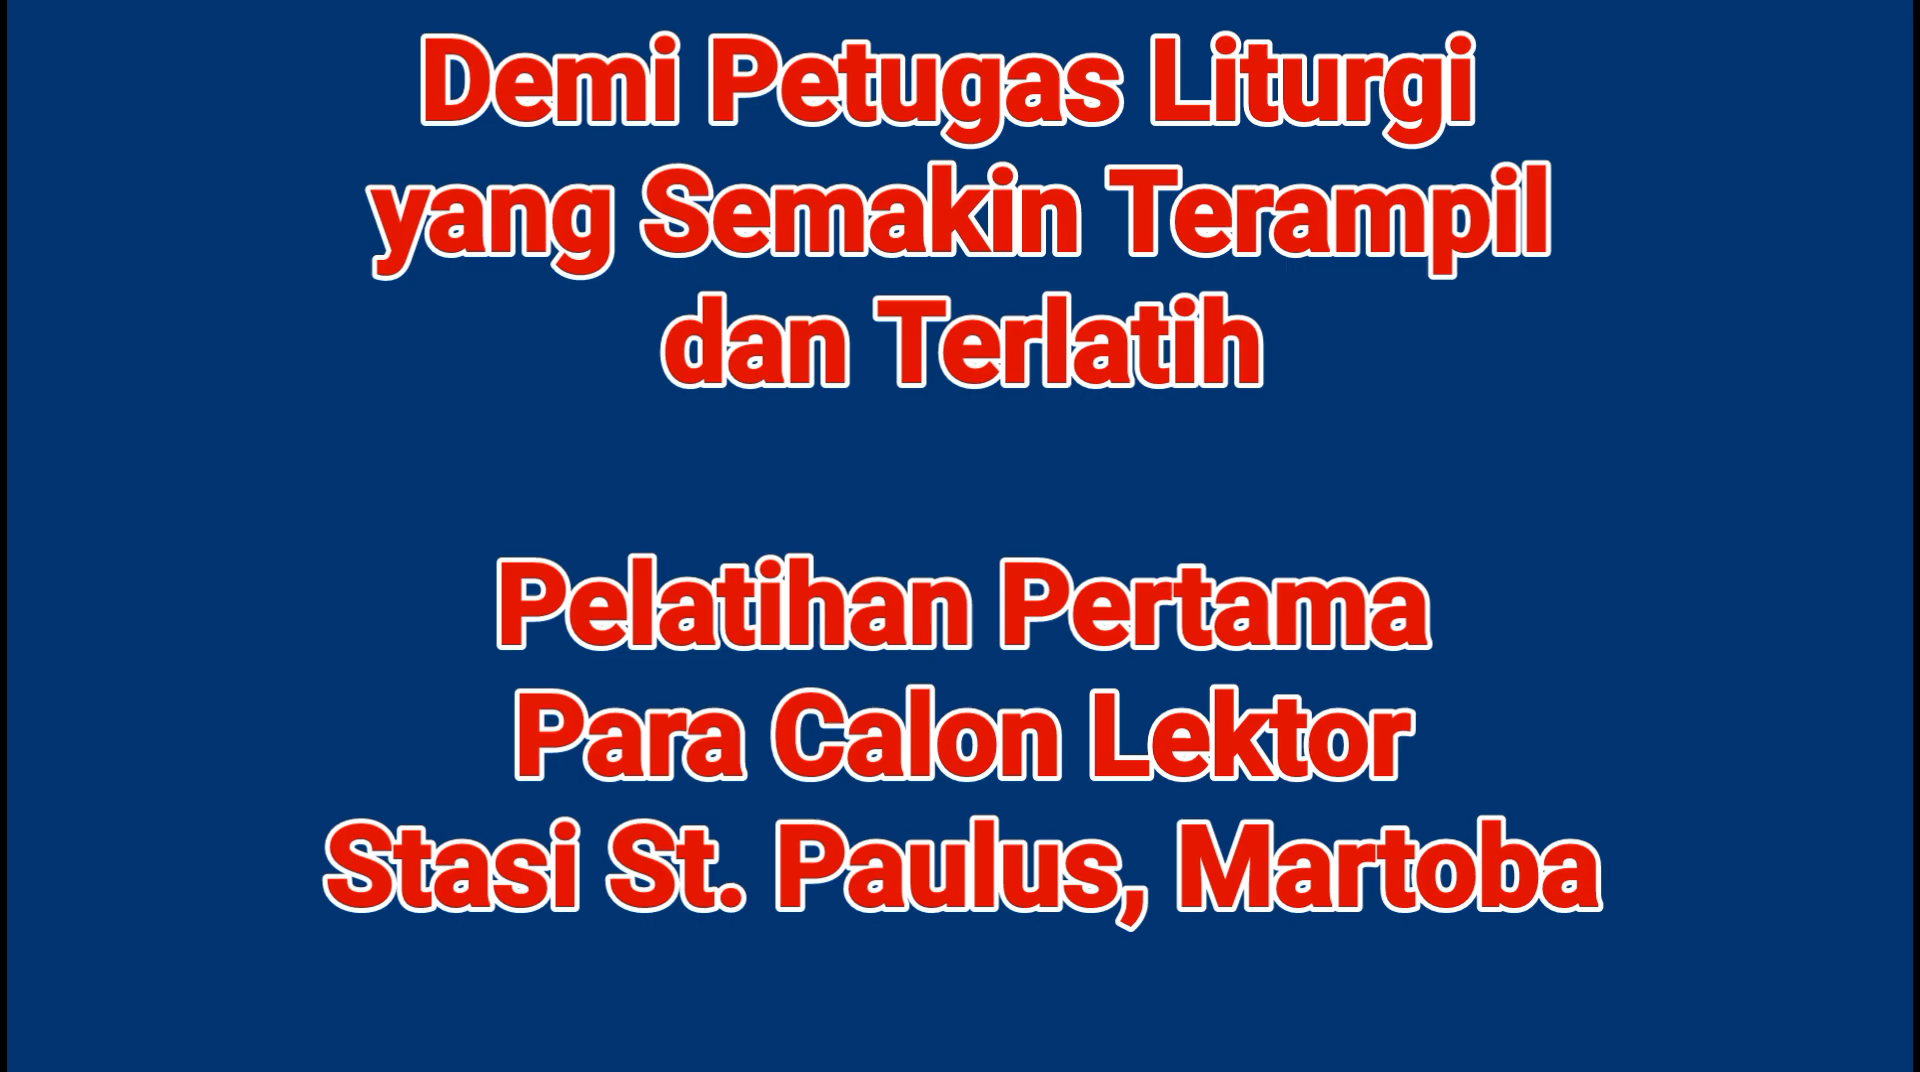 Demi Petugas Liturgi
yang Semakin Terampil
dan Terlatih
Pelatihan Pertama
Para Calon Lektor
Stasi St. Paulus, Martoba